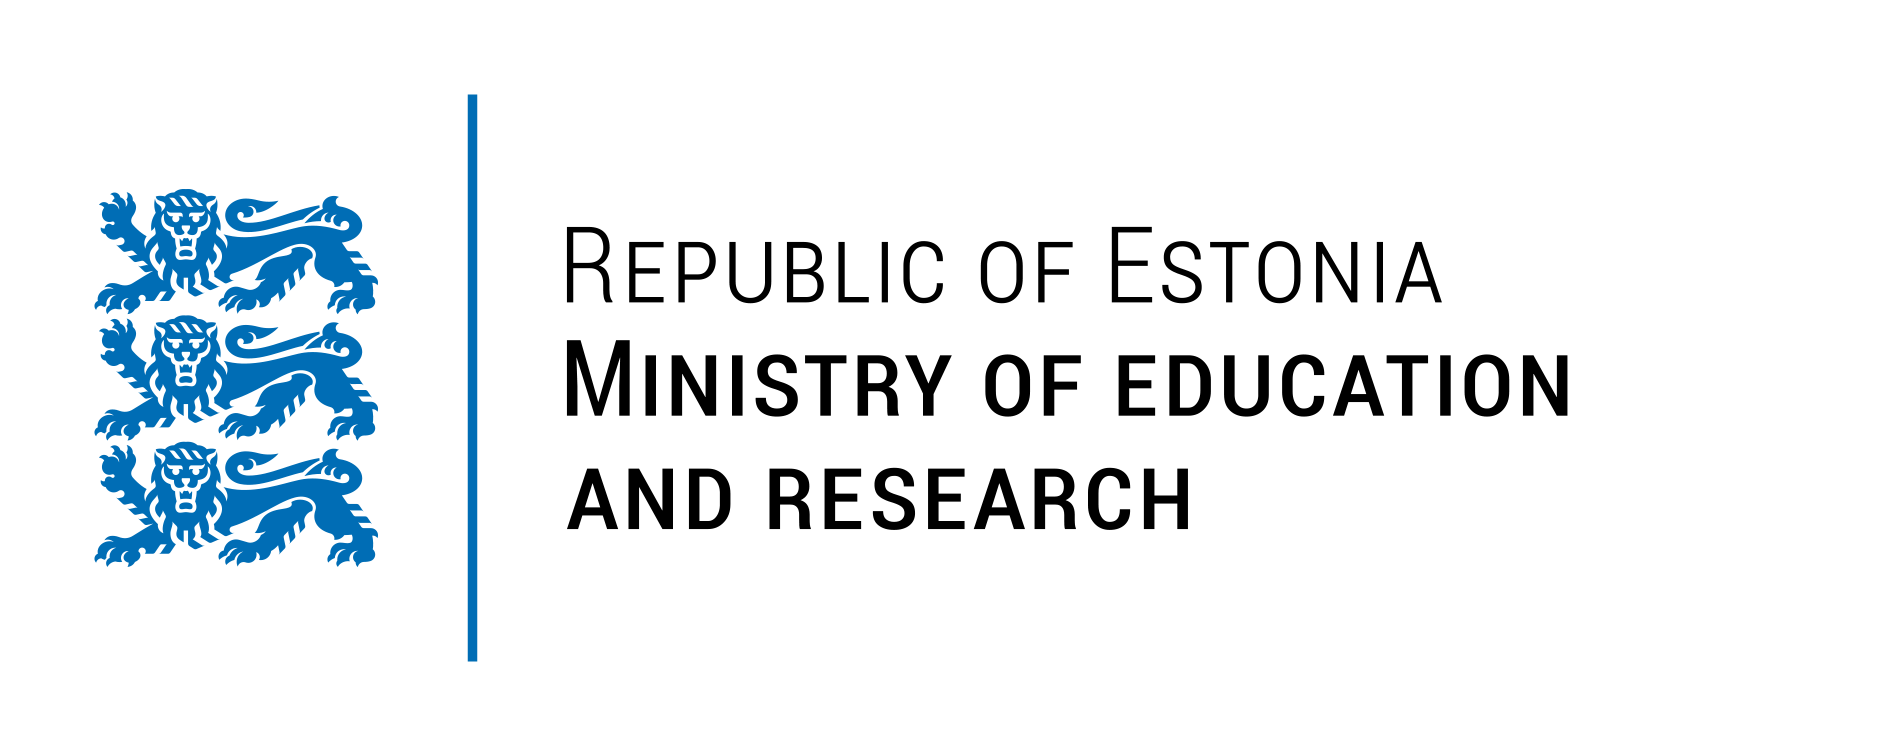 Republic of Estonia
Ministry of education
and research